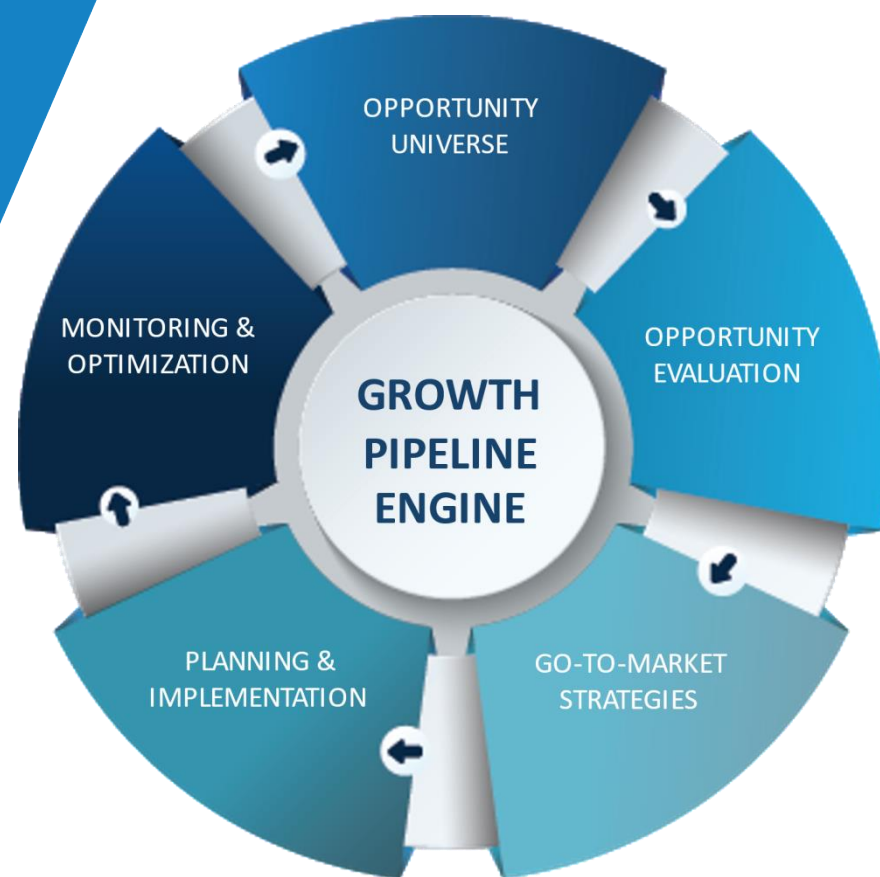 OPPORTUNITY
UNIVERSE
OPPORTUNITY
EVALUATION
GO-TO-MARKET
STRATEGIES
PLANNING &
IMPLEMENTATION
MONITORING &
OPTIMIZATION
GROWTH
PIPELINE
ENGINE